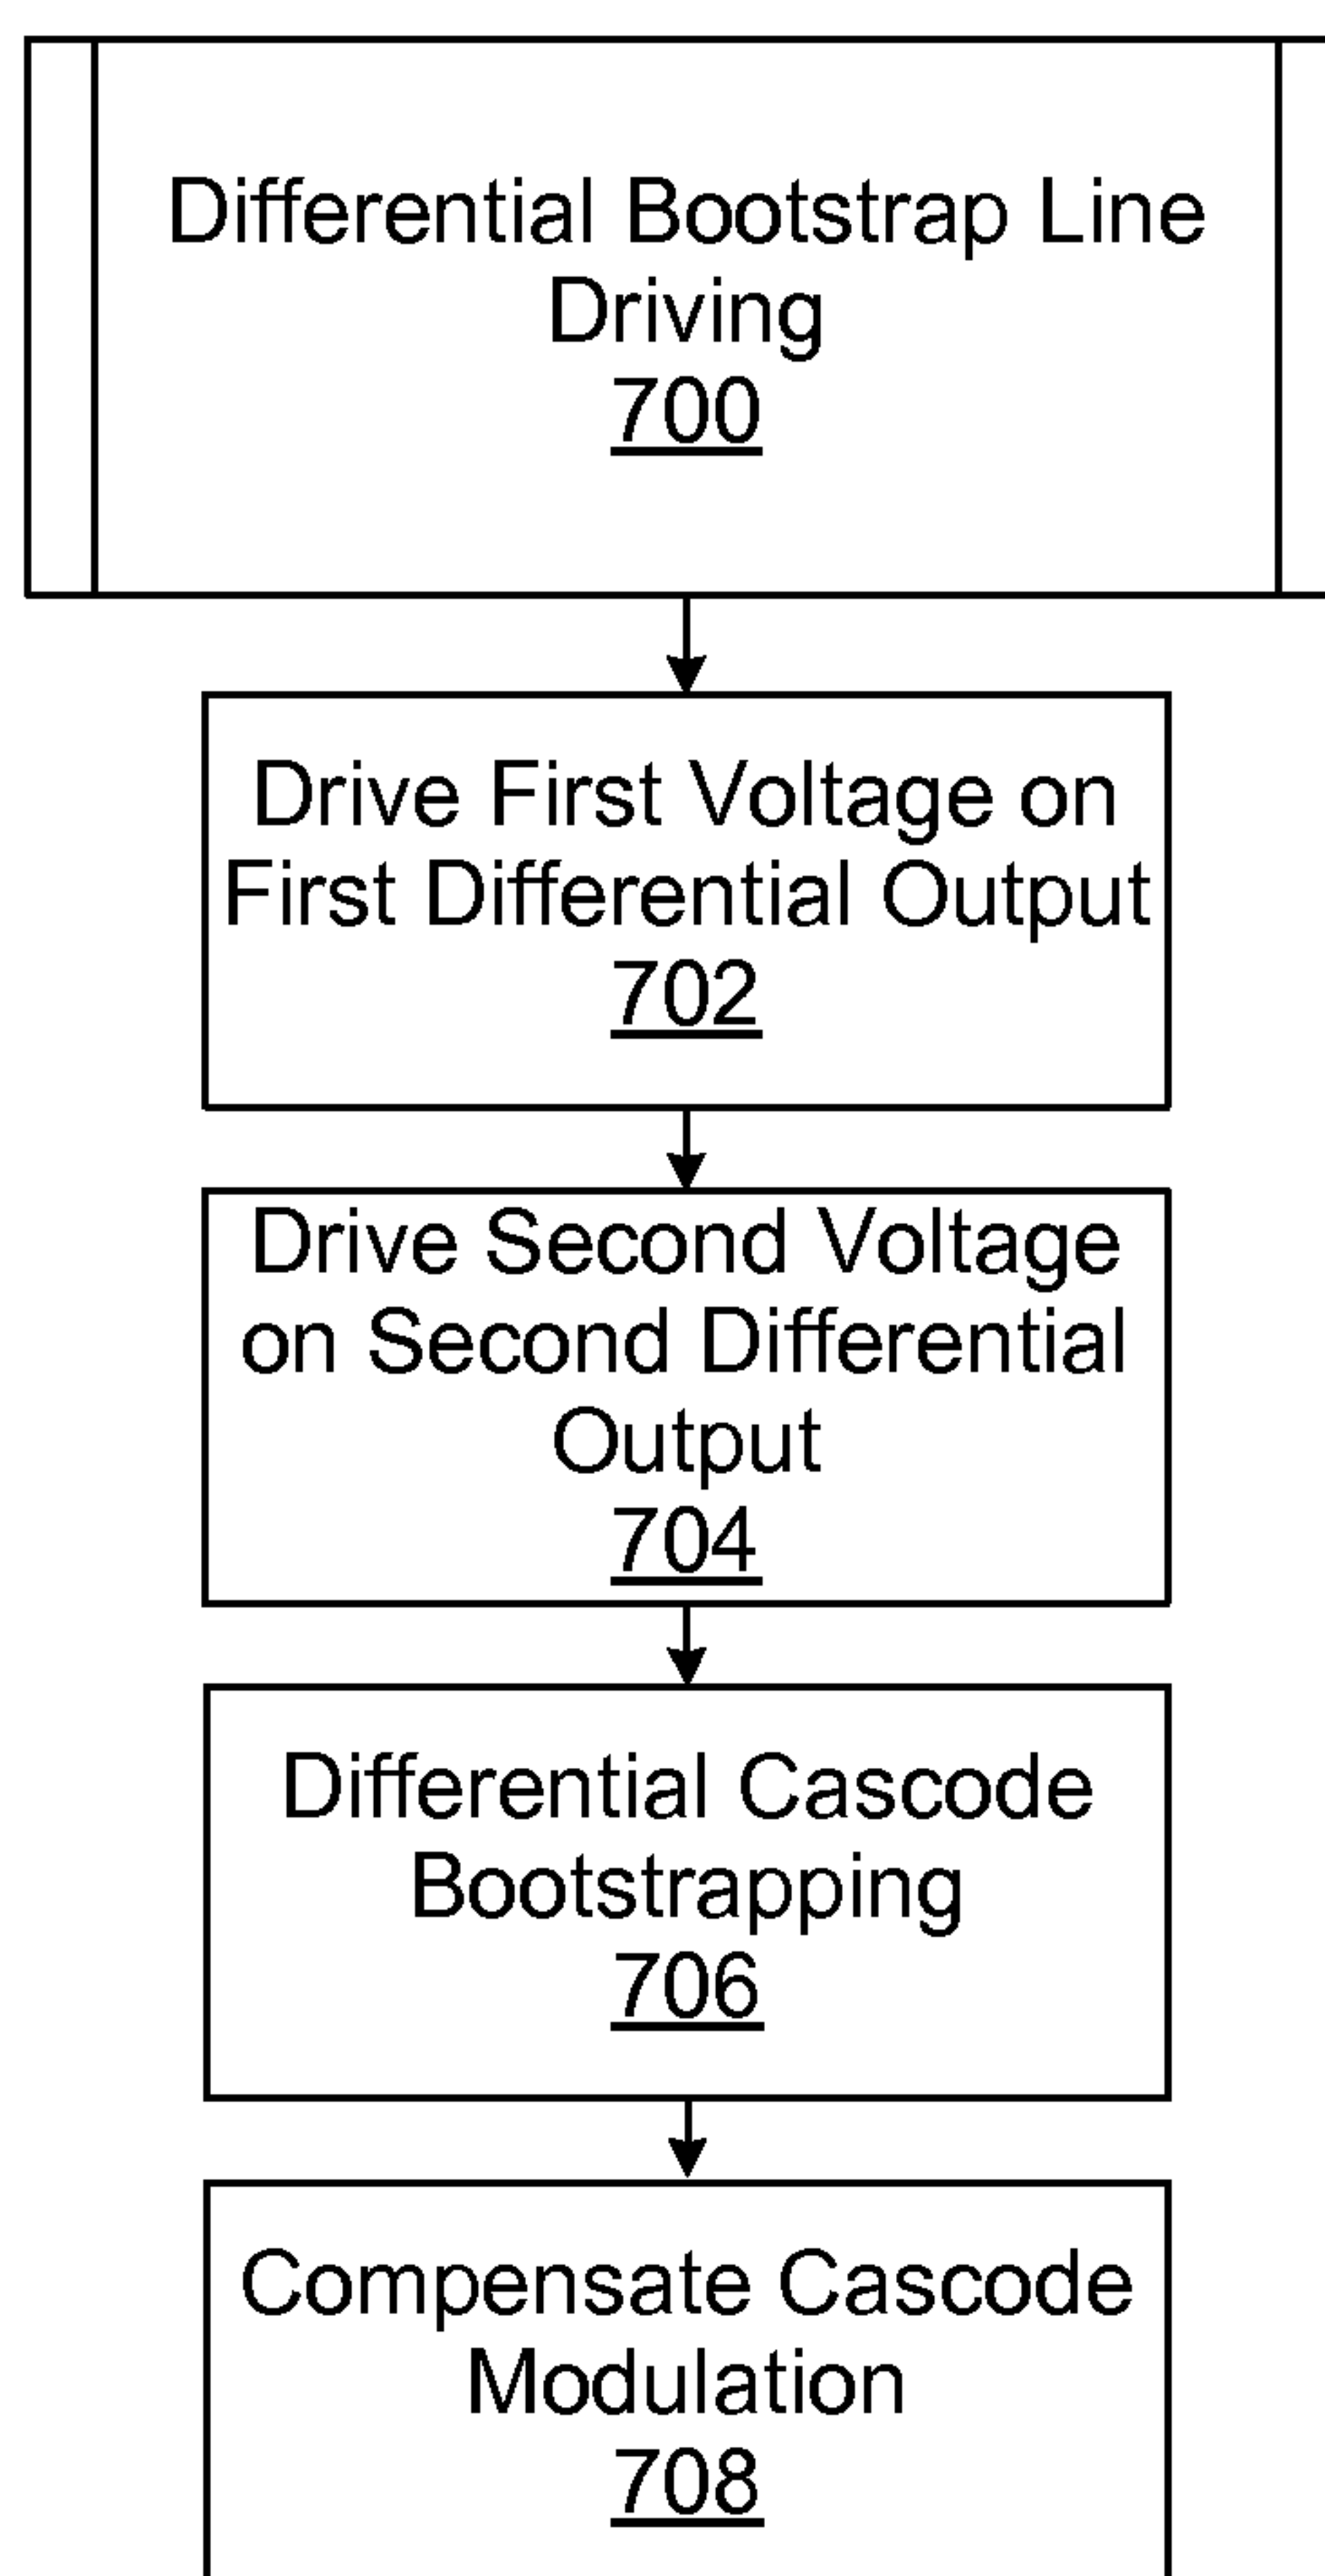 Differential Bootstrap Line
Driving
700
Drive First Voltage on
First Differential Output
702
Drive Second Voltage
on Second Differential
Output
704
Differential Cascode
Bootstrapping
706
Compensate Cascode
Modulation
708